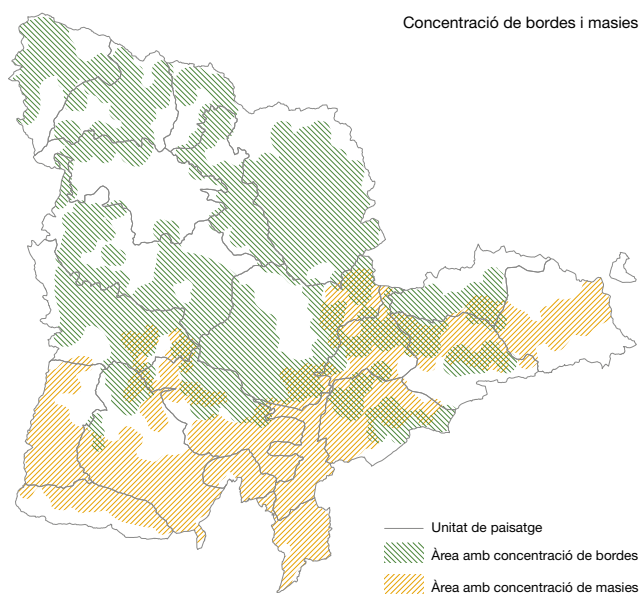 Concentració de bordes i masies
Unitat de paisatge
Àrea amb concentració de bordes
Àrea amb concentració de masies